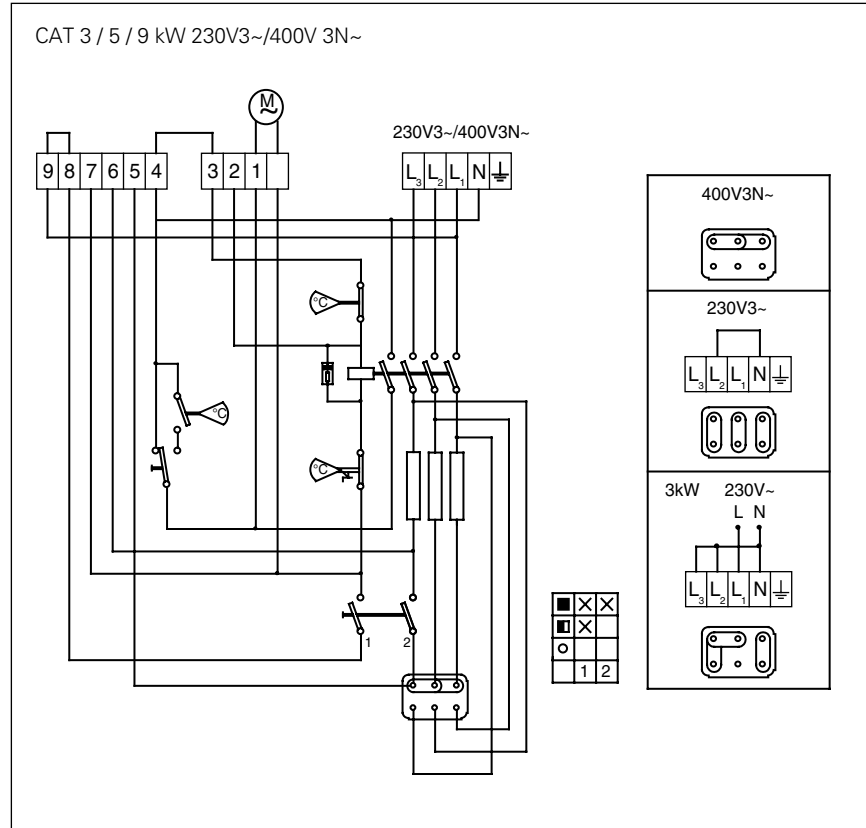 CAT 3 / 5 / 9 kW 230V3~/400V 3N~
M
~
230V3~/400V3N~
9 8 7 6 5 4 3 2 1 L3 L2 L1 N
°C
°C
°C
1 2
1 2
400V3N~
230V3~
L3 L2 L1 N
3kW 230V~
L N
L3 L2 L1 N